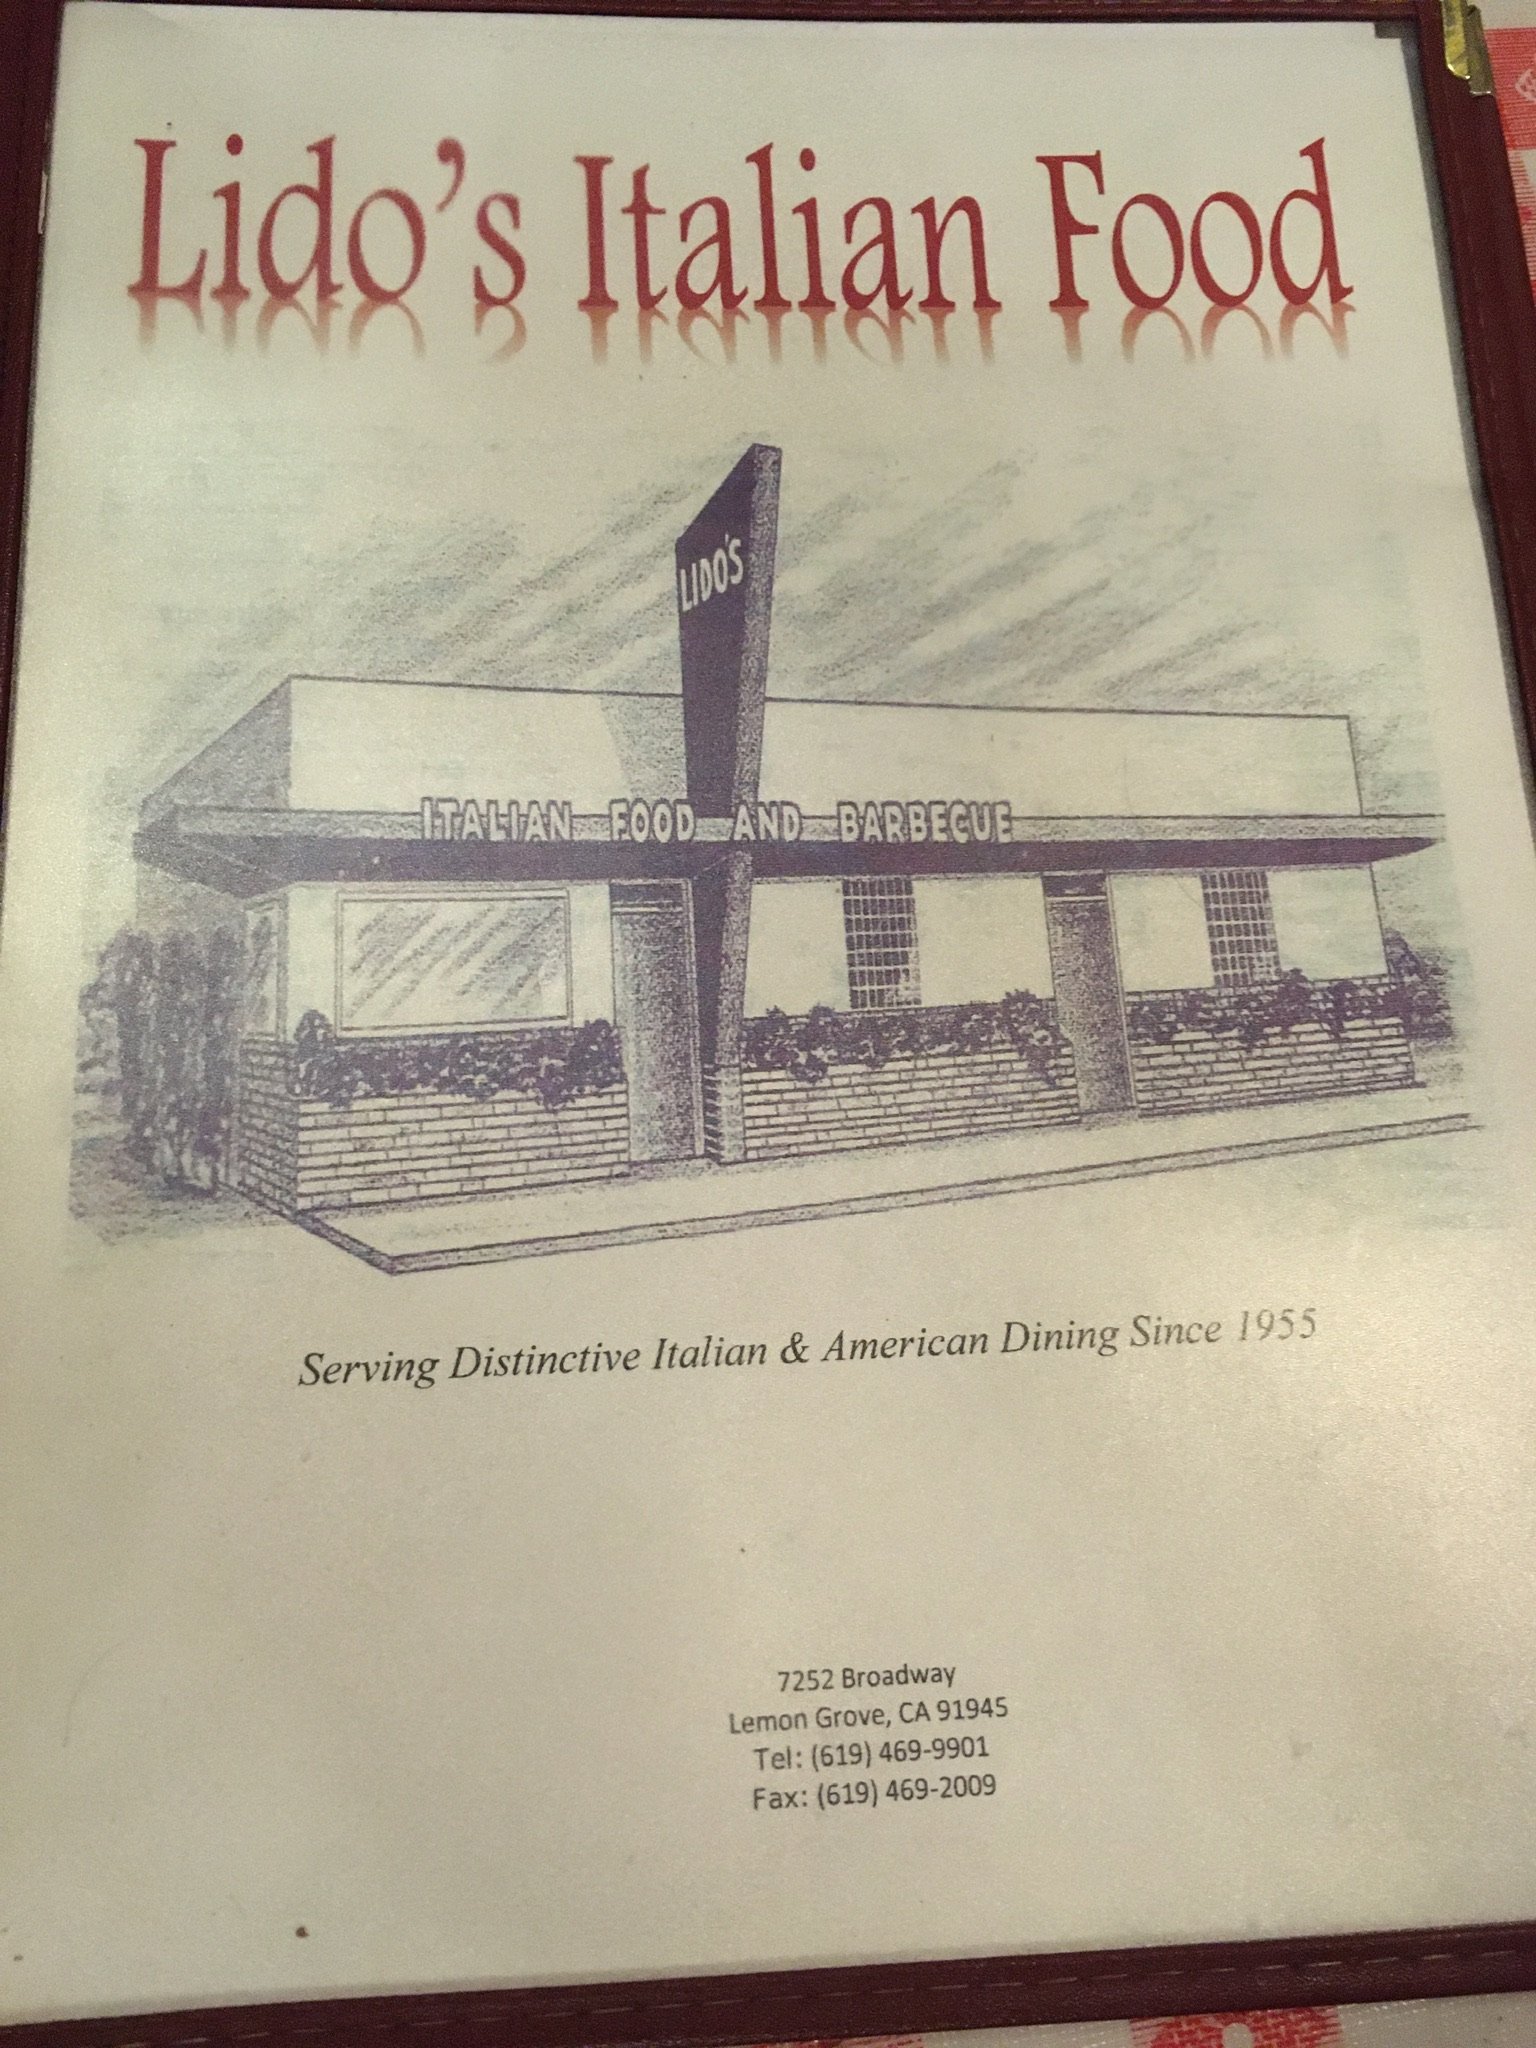 Lido's Italian Food
LIDO'S
ITALIAN FOOD AND BARBECUE
Serving Distinctive Italian & American Dining Since 1955
7252 Broadway
Lemon Grove, CA 91945
Tel: (619) 469-9901
Fax: (619) 469-2009